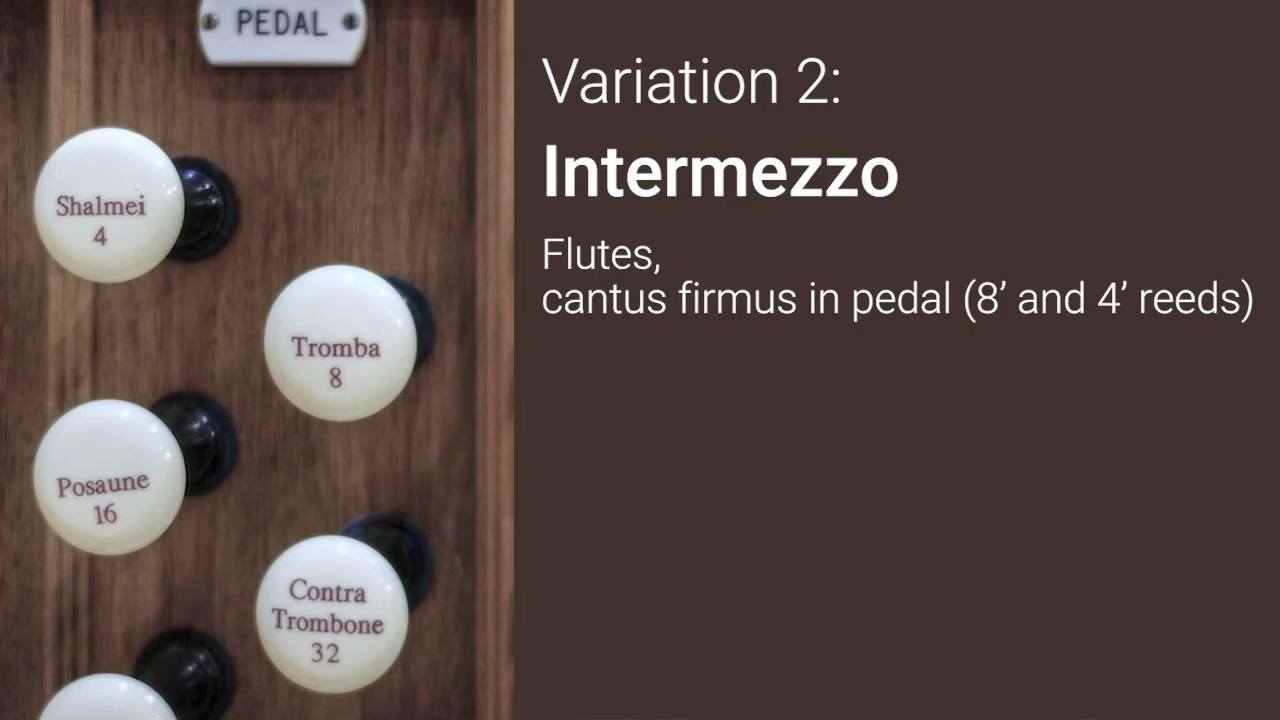 PEDAL
Shalmei
4
Tromba
8
Posaune
16
Contra
Trombone
32
Variation 2:
Intermezzo
Flutes,
cantus firmus in pedal (8’ and 4’ reeds)